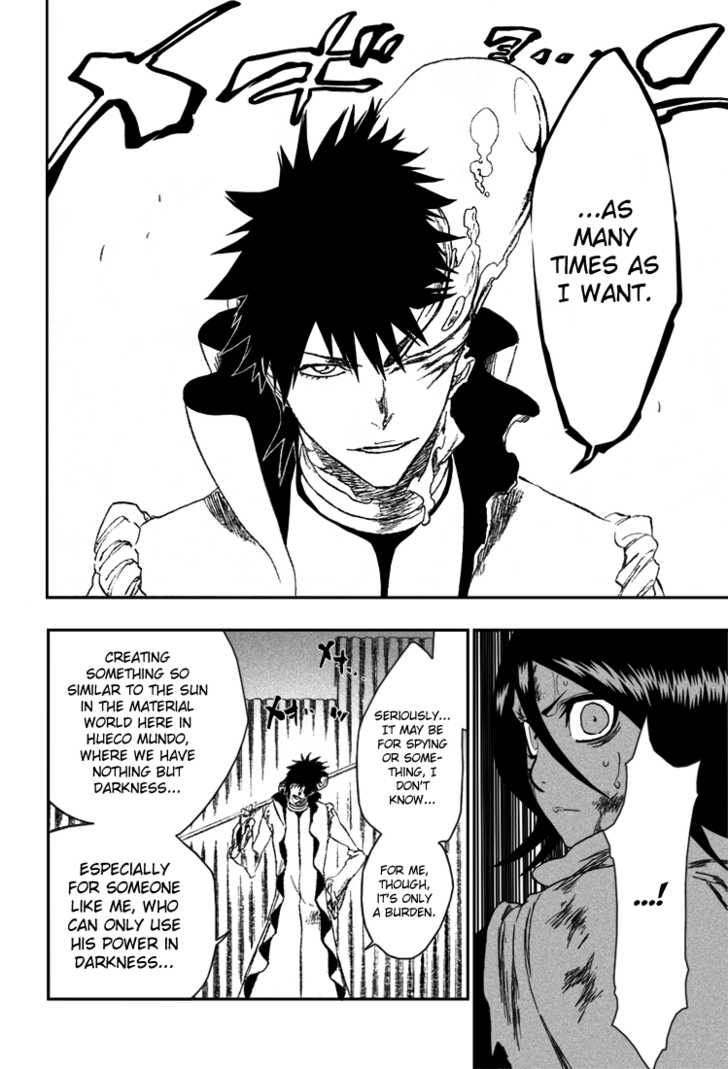 ...AS
MANY
TIMES AS
I WANT.
....!
SERIOUSLY...
IT MAY BE
FOR SPYING
OR SOME-
THING, I
DON'T
KNOW...
FOR ME,
THOUGH,
IT'S ONLY
A BURDEN.
CREATING
SOMETHING SO
SIMILAR TO THE SUN
IN THE MATERIAL
WORLD HERE IN
HUECO MUNDO,
WHERE WE HAVE
NOTHING BUT
DARKNESS...
ESPECIALLY
FOR SOMEONE
LIKE ME, WHO
CAN ONLY USE
HIS POWER IN
DARKNESS...